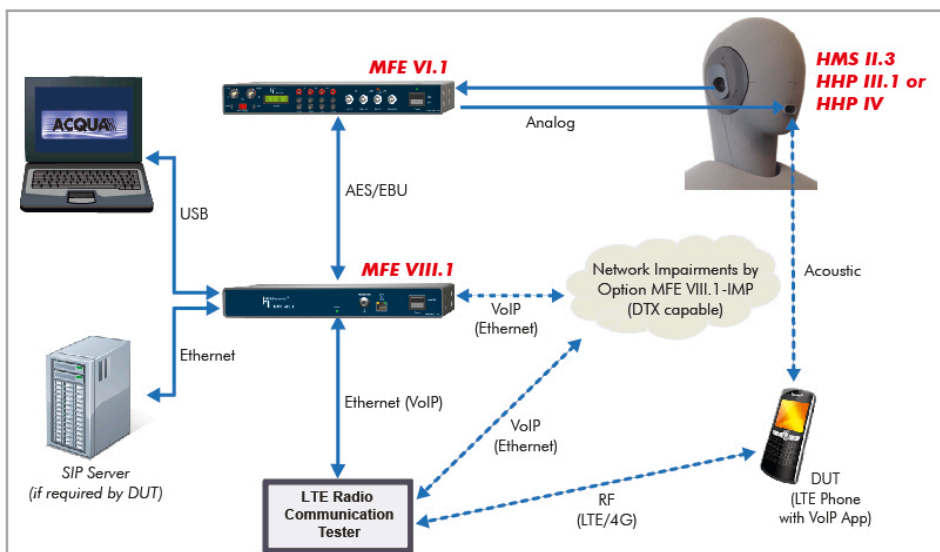 MFE VI.1
HMS II.3
HHP III.1 or
HHP IV
ACQUA
Analog
AES/EBU
USB
MFE VIII.1
Network Impairments by
Option MFE VIII.1-IMP
(DTX capable)
Acoustic
VoIP
(Ethernet)
Ethernet
Ethernet (VoIP)
VoIP
(Ethernet)
SIP Server
(if required by DUT)
LTE Radio
Communication
Tester
RF
(LTE/4G)
DUT
(LTE Phone
with VoIP App)